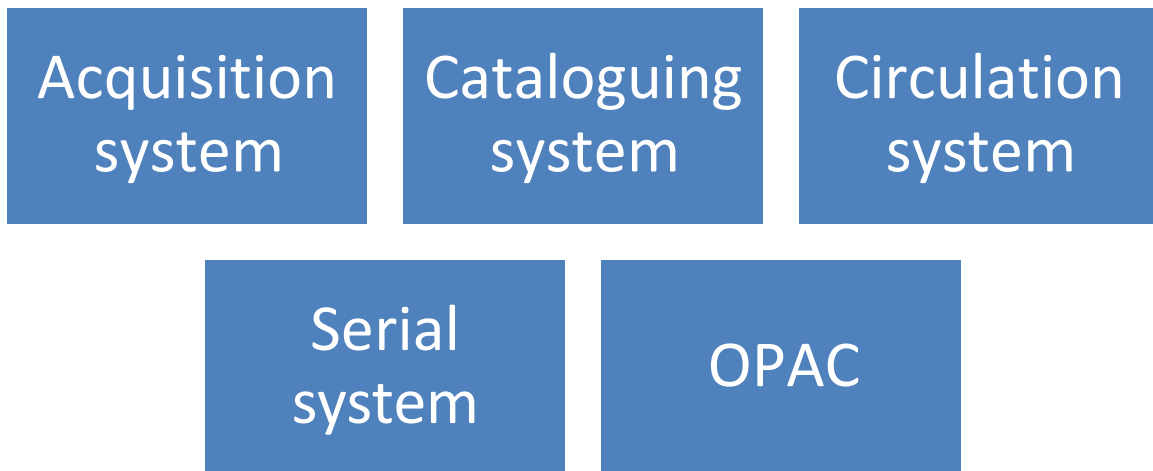 Acquisition
system
Cataloguing
system
Circulation
system
Serial
system
OPAC